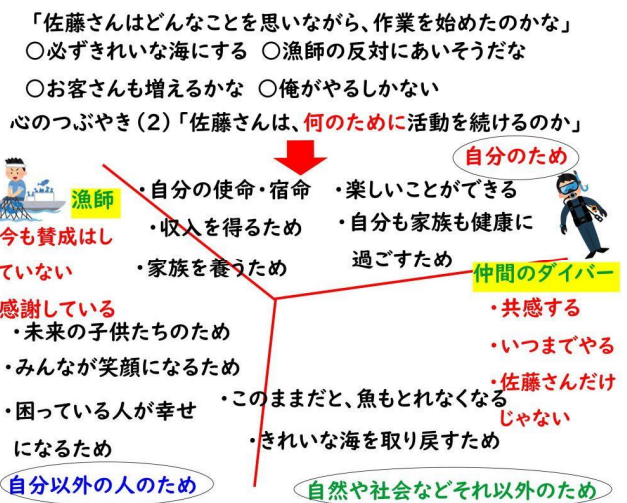 「佐藤さんはどんなことを思いながら、作業を始めたのかな」
○必ずきれいな海にする ○漁師の反対にあいそうだな
○お客さんも増えるかな ○俺がやるしかない
心のつぶやき(2)「佐藤さんは、何のために活動を続けるのか」
自分のため
漁師
今も賛成はし
ていない
感謝している
・自分の使命・宿命
・収入を得るため
・家族を養うため
・楽しいことができる
・自分も家族も健康に
過ごすため
仲間のダイバー
・共感する
・いつまでやる
・佐藤さんだけ
じゃない
・未来の子供たちのため
・みんなが笑顔になるため
・困っている人が幸せ
になるため
・このままだと、魚もとれなくなる
・きれいな海を取り戻すため
自分以外の人のため
自然や社会などそれ以外のため